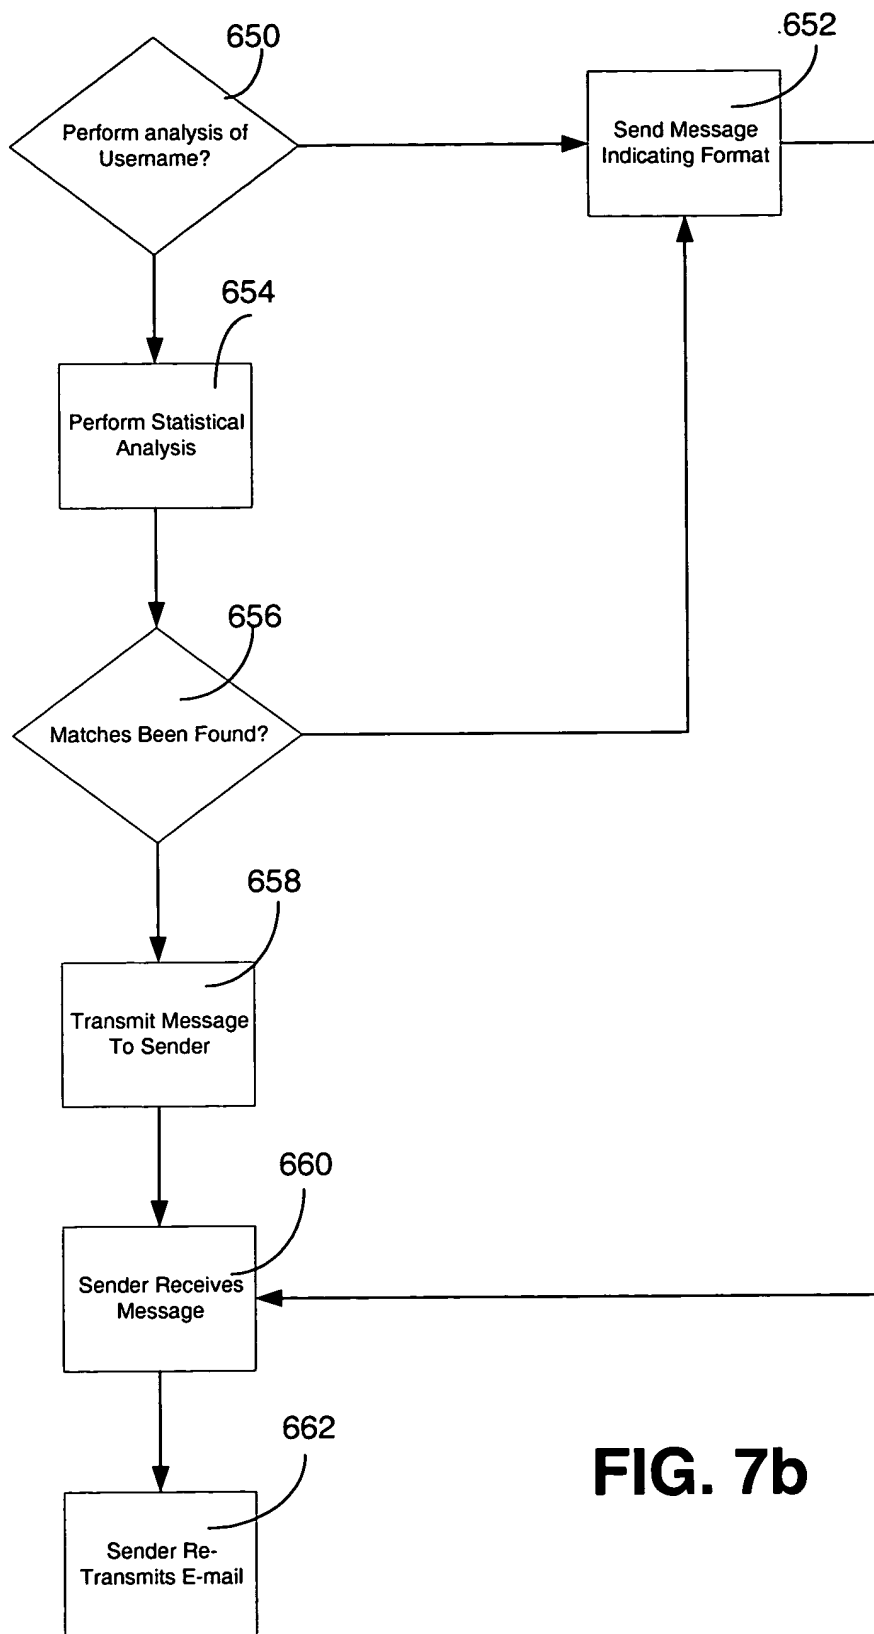 650
.652
Perform analysis of
Username?
Send Message
Indicating Format
654
Perform Statistical
Analysis
656
Matches Been Found?
658
Transmit Message
To Sender
660
Sender Receives
Message
662
FIG. 7b
Sender Re-
Transmits E-mail